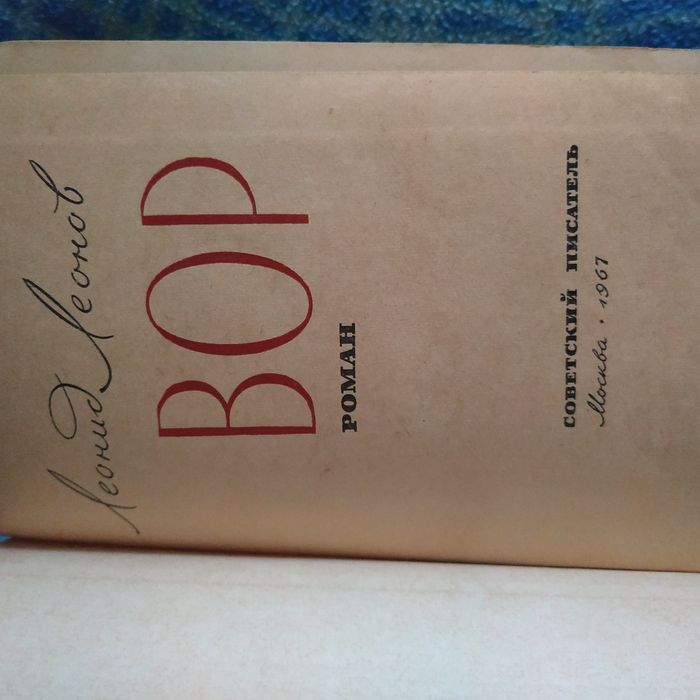 Леонид Леонов
ВОР
РОМАН
СОВЕТСКИЙ ПИСАТЕЛЬ
Москва · 1967